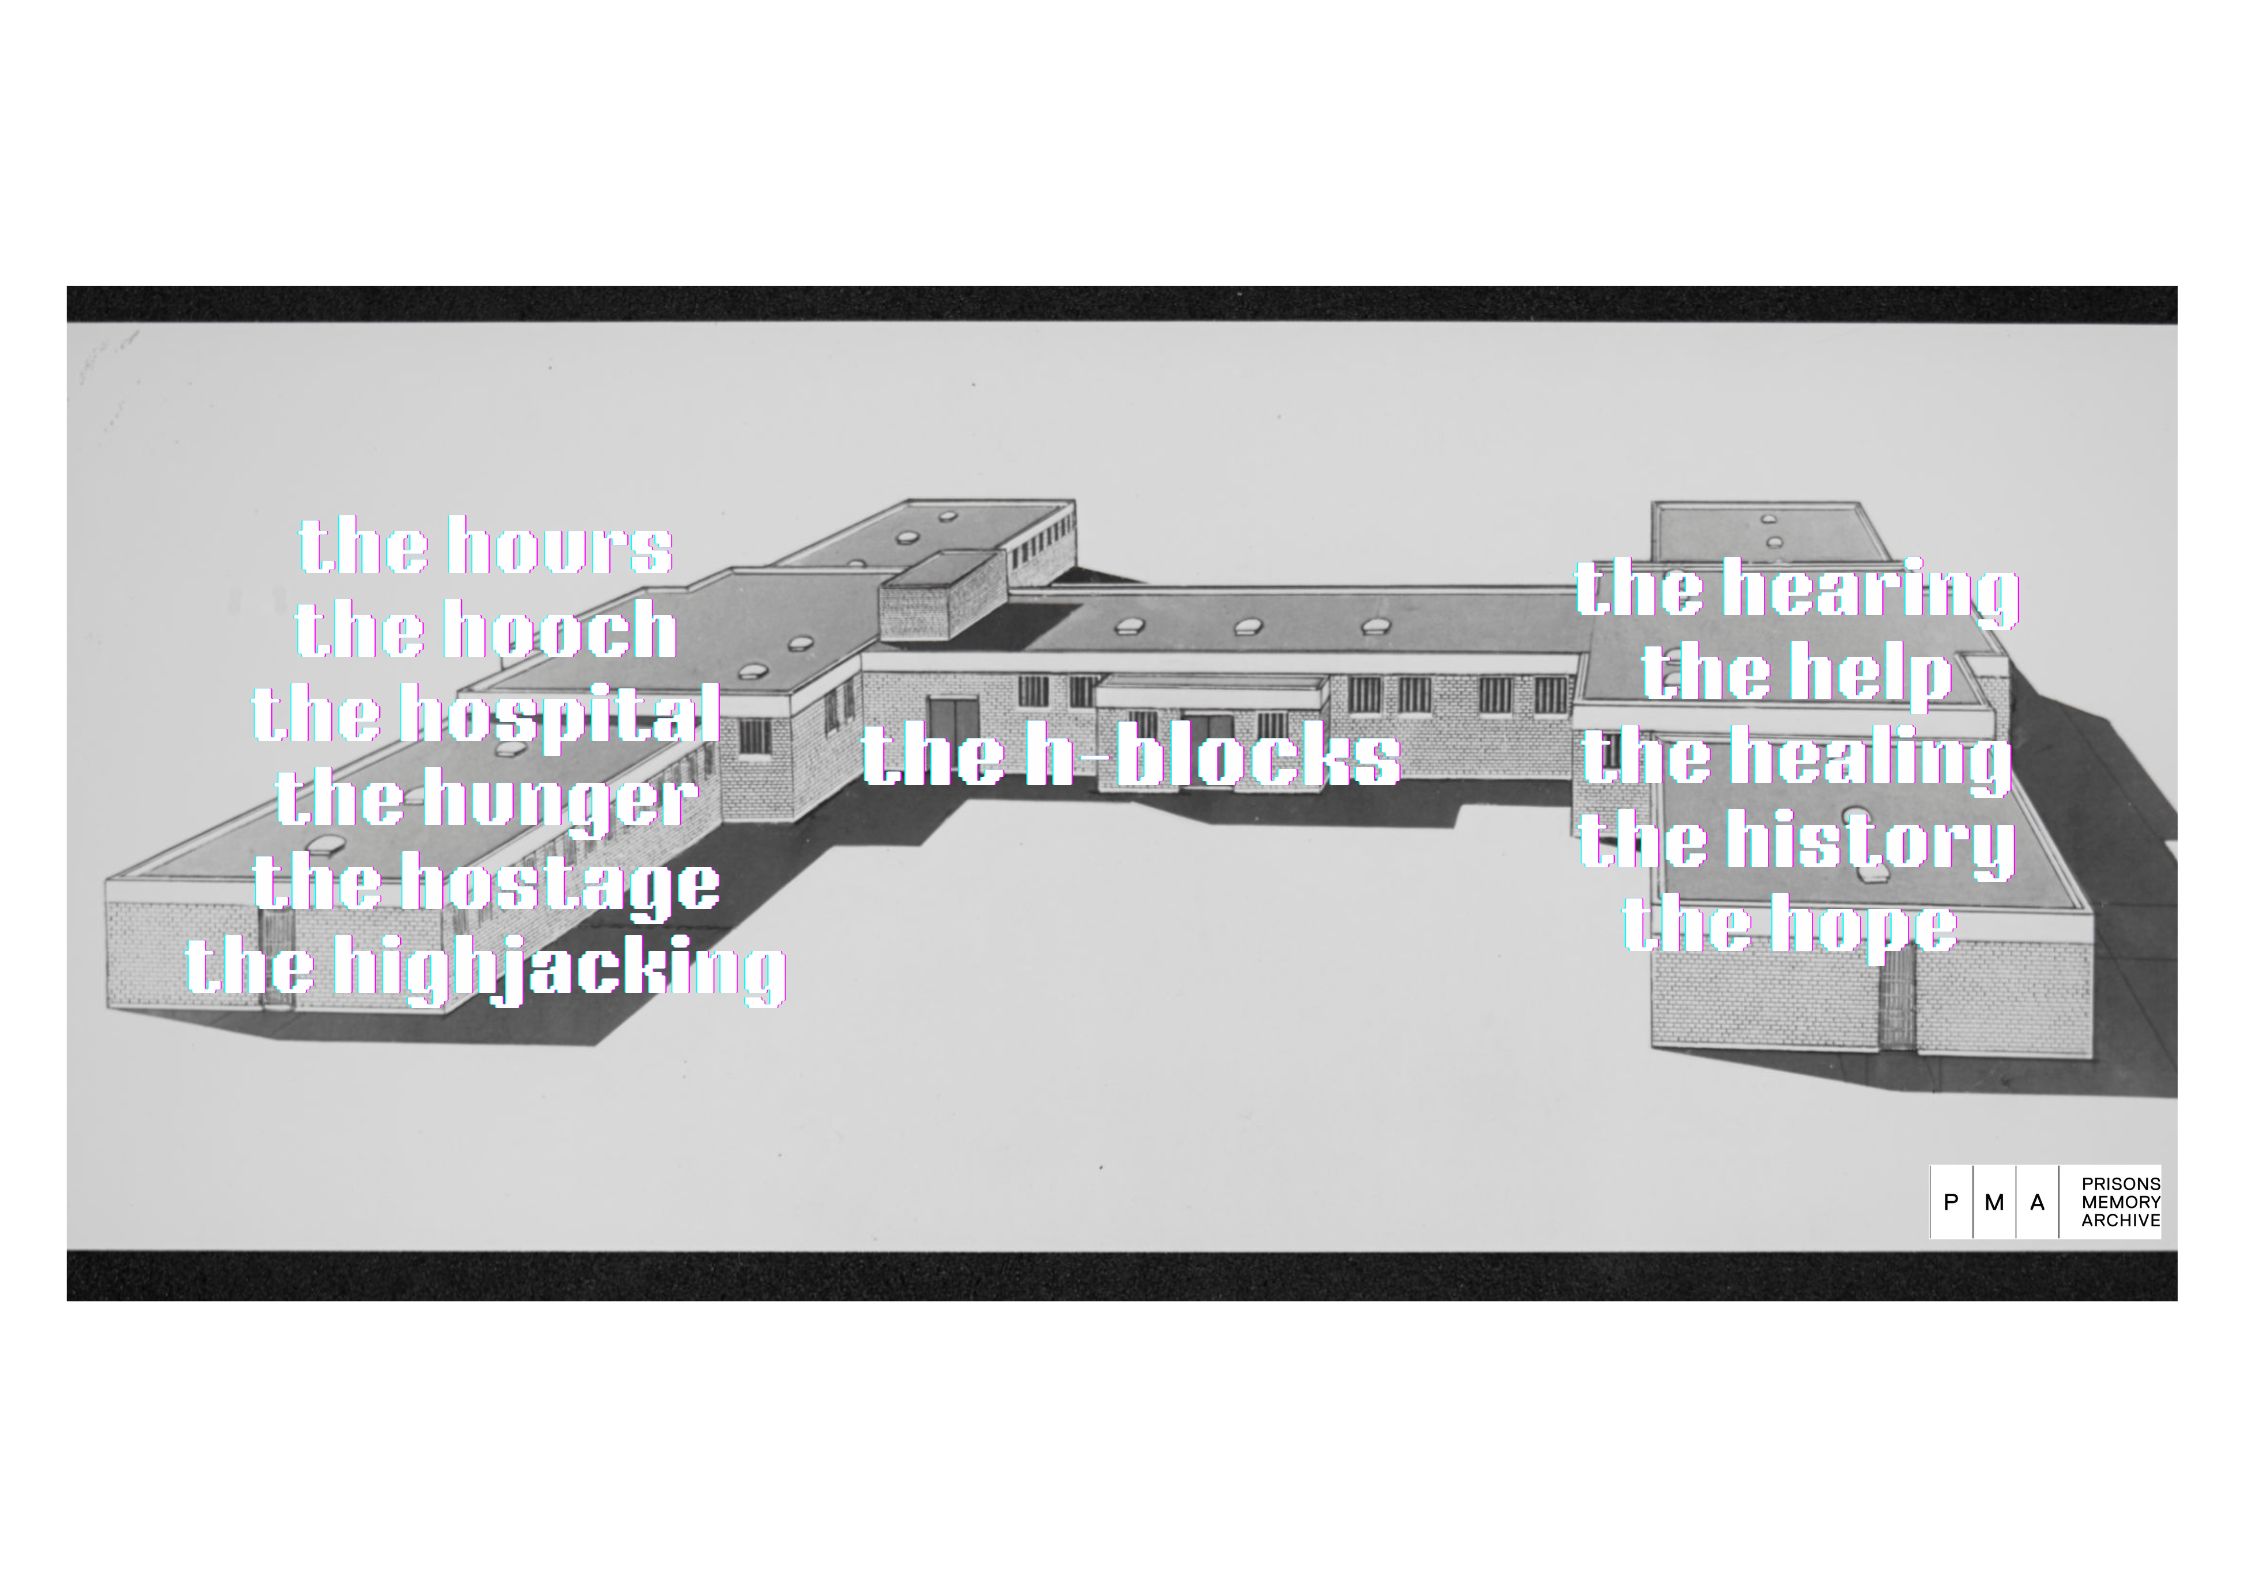 the hours
the hooch
the hospital
the hunger
the hostage
the highjacking
the h-blocks
the hearing
the help
the healing
the history
the hope
P M A
PRISONS
MEMORY
ARCHIVE